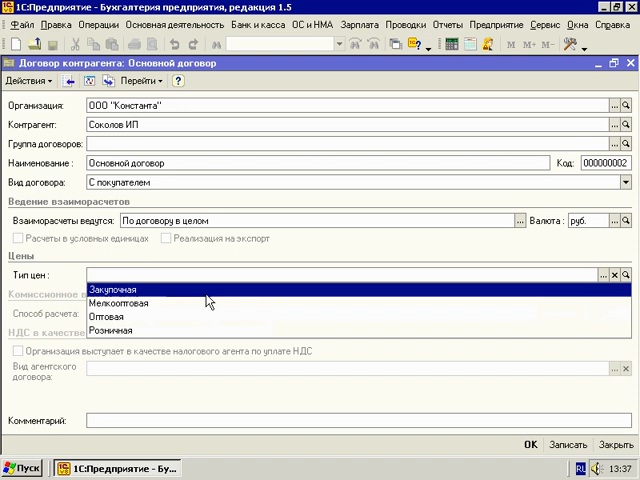 1С:Предприятие - Бухгалтерия предприятия, редакция 1.5
Файл Правка Операции Основная деятельность Банк и касса ОС и НМА Зарплата Проводки Отчеты Предприятие Сервис Окна Справка
M M+ M-
Договор контрагента: Основной договор
Действия Перейти ?
Организация: ООО "Константа"
Контрагент: Соколов ИП
Группа договоров:
Наименование : Основной договор Код: 000000002
Вид договора: С покупателем
Ведение взаиморасчетов
Взаиморасчеты ведутся: По договору в целом ... Валюта : руб. ...
Расчеты в условных единицах Реализация на экспорт
Цены
Тип цен :
Закупочная
Комиссионное в
Мелкооптовая
Способ расчета:
Оптовая
НДС в качестве
Розничная
Организация выступает в качестве налогового агента по уплате НДС
Вид агентского
договора:
Комментарий:
OK Записать Закрыть
Пуск 1С:Предприятие - Бу... RL 13:37